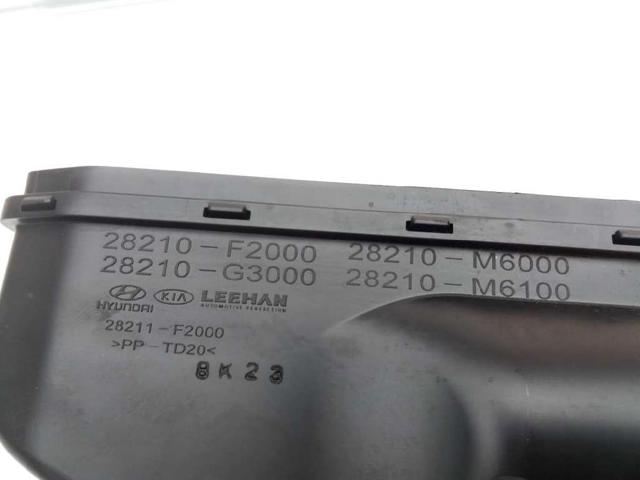 28210-F2000 28210-M6000
28210-G3000 28210-M6100
HYUNDAI KIA LEEHAN
28211-F2000
>PP-TD20<
8K23